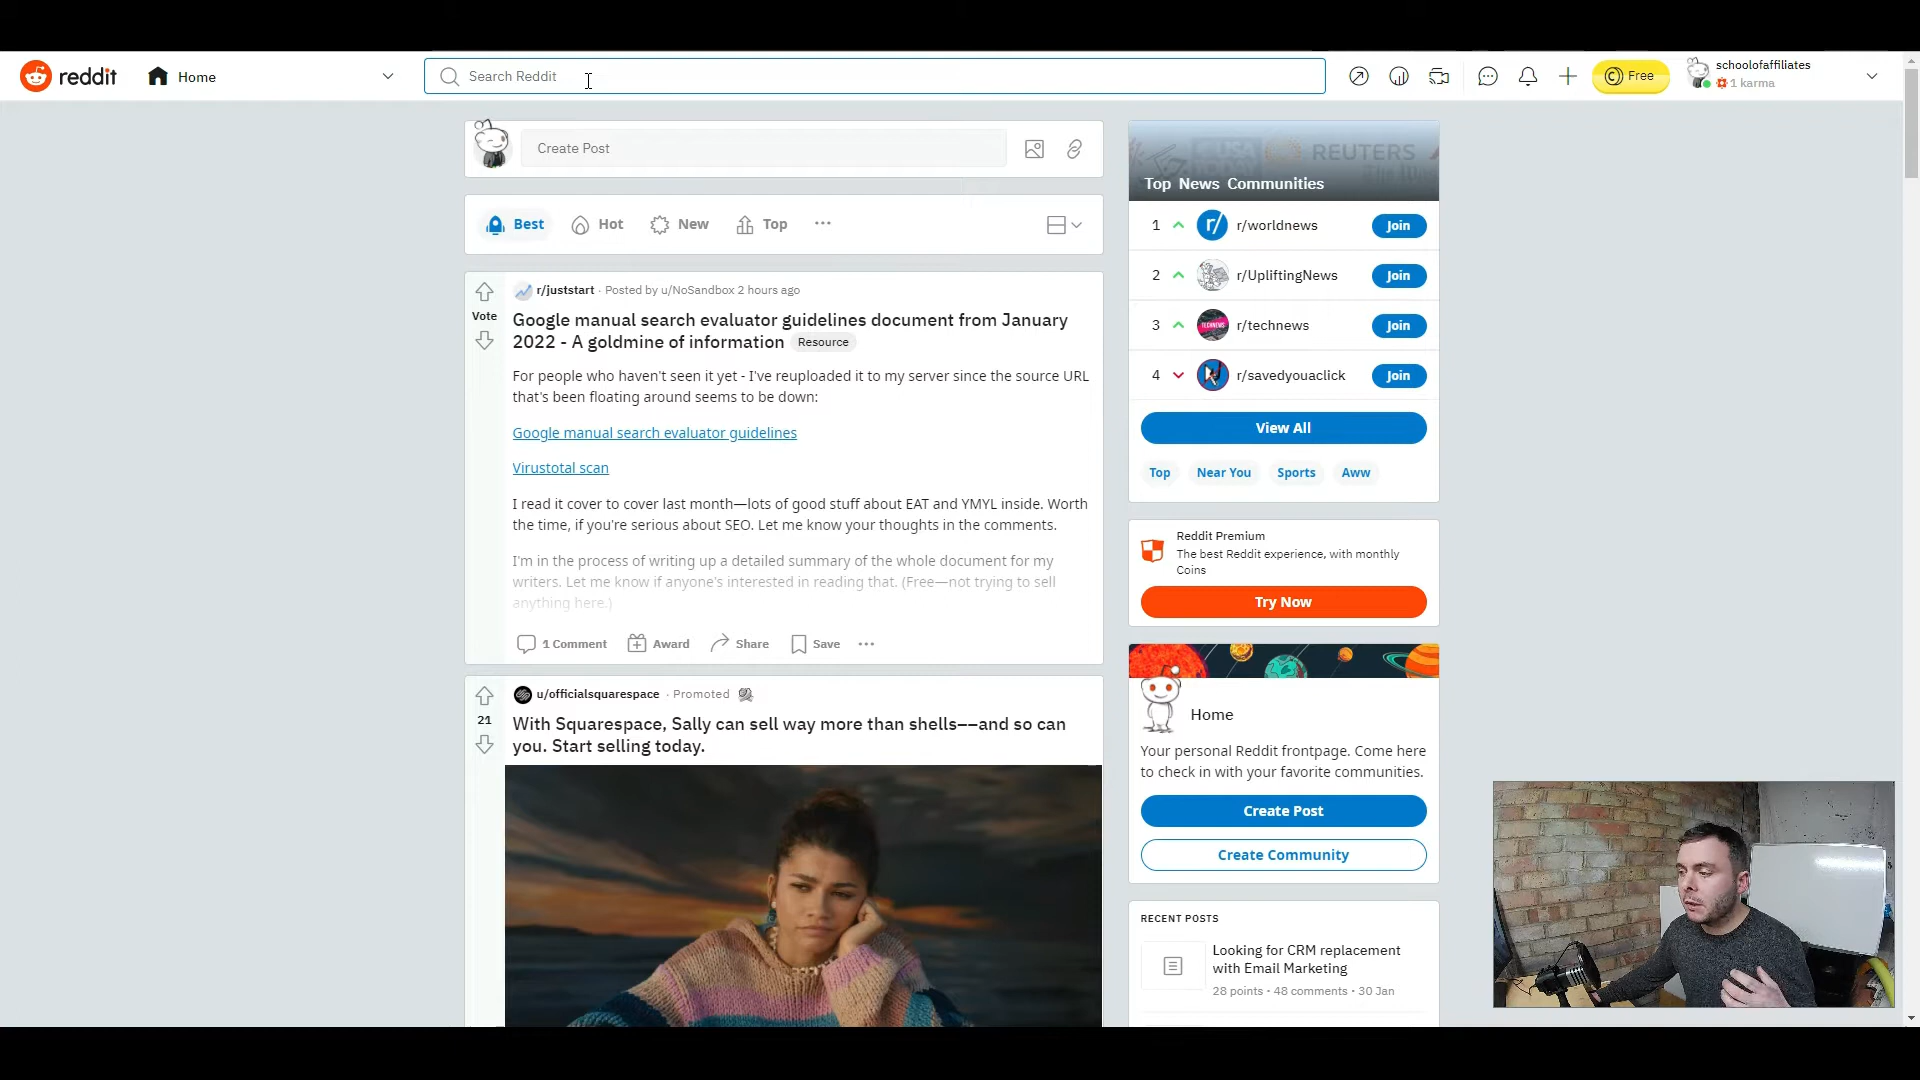 reddit
Home
Search Reddit
Free
schoolofaffiliates
1 karma
Create Post
Best
Hot
New
Top
r/juststart · Posted by u/NoSandbox 2 hours ago
Vote
Google manual search evaluator guidelines document from January
2022 - A goldmine of information Resource
For people who haven't seen it yet - I've reuploaded it to my server since the source URL
that's been floating around seems to be down:
Google manual search evaluator guidelines
Virustotal scan
I read it cover to cover last month—lots of good stuff about EAT and YMYL inside. Worth
the time, if you're serious about SEO. Let me know your thoughts in the comments.
I'm in the process of writing up a detailed summary of the whole document for my
writers. Let me know if anyone's interested in reading that. (Free—not trying to sell
anything here.)
1 Comment
Award
Share
Save
u/officialsquarespace · Promoted
21
With Squarespace, Sally can sell way more than shells––and so can
you. Start selling today.
REUTERS
Top News Communities
1 r/ r/worldnews Join
2 r/UpliftingNews Join
3 TECHNEWS r/technews Join
4 r/savedyouaclick Join
View All
Top
Near You
Sports
Aww
Reddit Premium
The best Reddit experience, with monthly
Coins
Try Now
Home
Your personal Reddit frontpage. Come here
to check in with your favorite communities.
Create Post
Create Community
RECENT POSTS
Looking for CRM replacement
with Email Marketing
28 points · 48 comments · 30 Jan